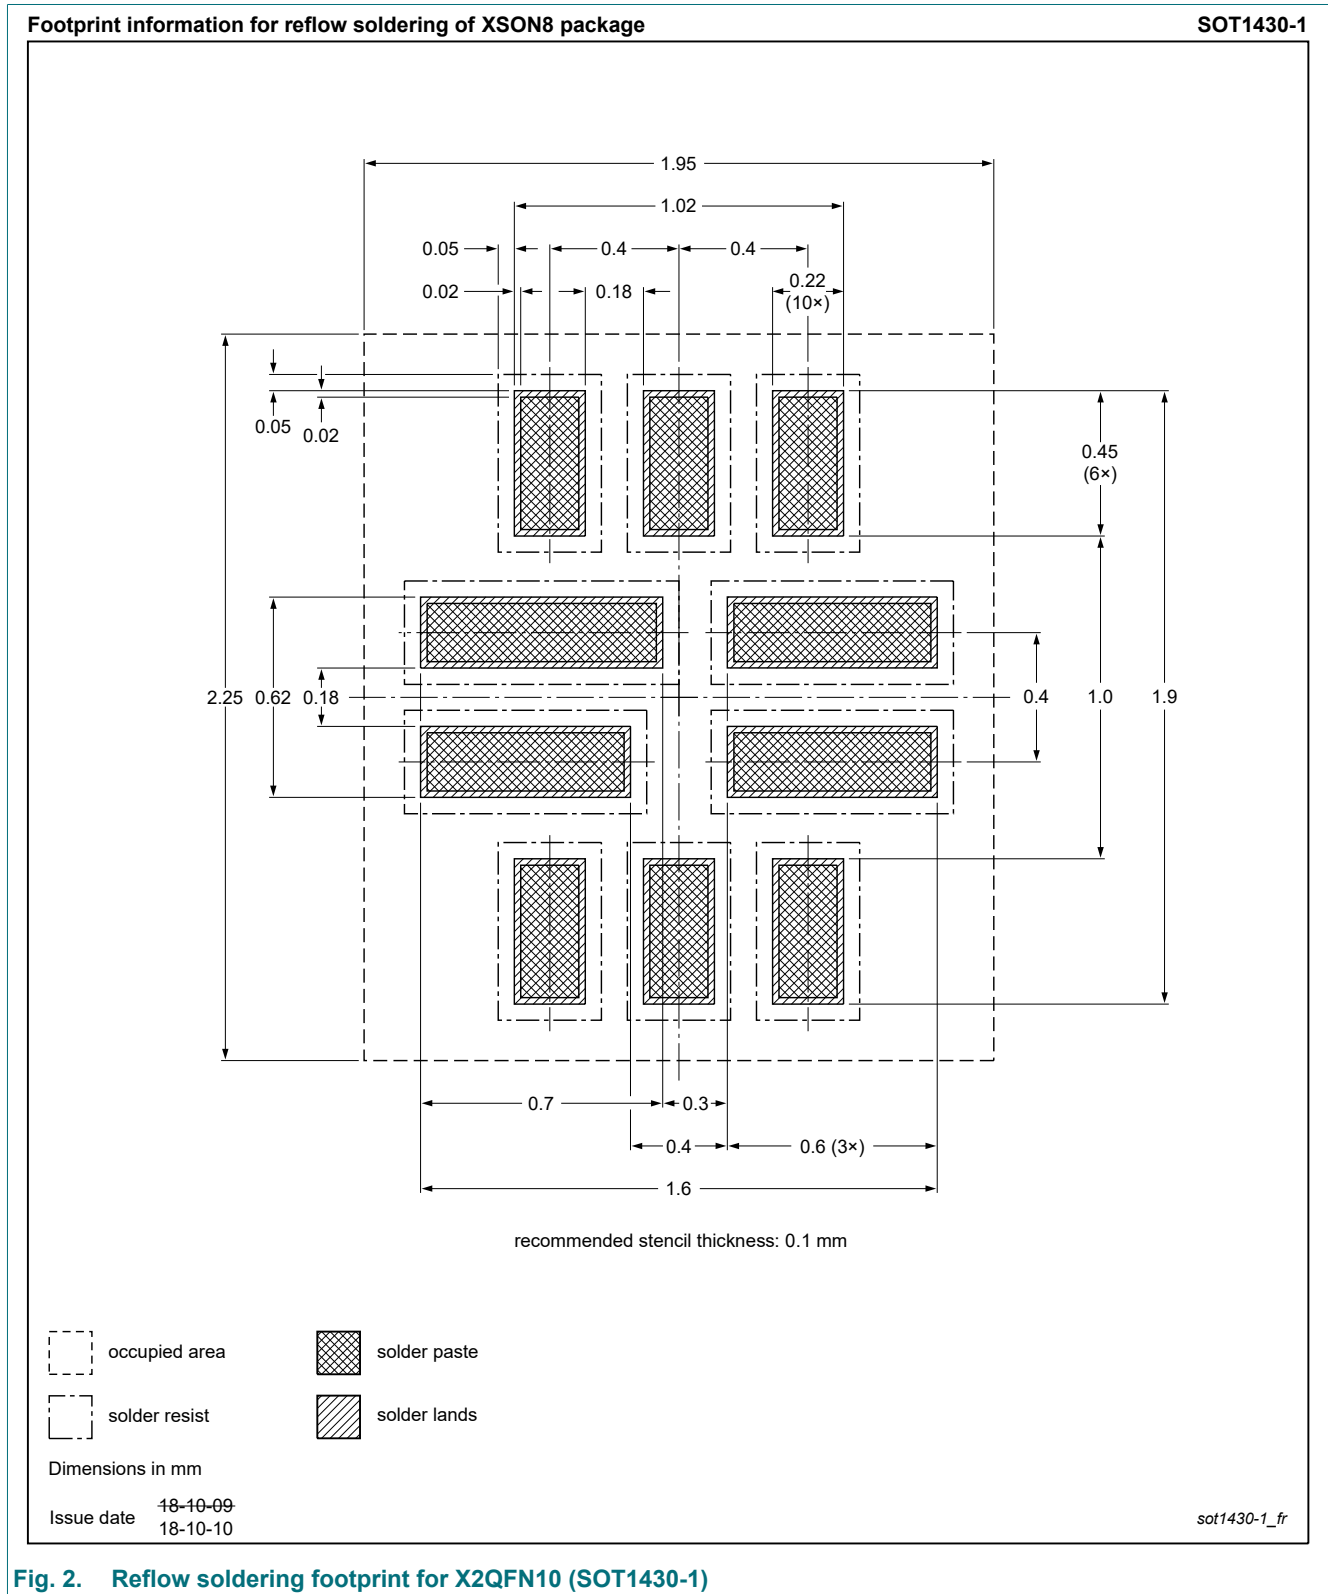 Footprint information for reflow soldering of XSON8 package SOT1430-1
1.95
1.02
0.05 0.4 0.4
0.02 0.18 0.22
(10×)
0.05 0.02
0.45
(6×)
2.25 0.62 0.18 0.4 1.0 1.9
0.7 0.3
0.4 0.6 (3×)
1.6
recommended stencil thickness: 0.1 mm
occupied area solder paste
solder resist solder lands
Dimensions in mm
Issue date 18-10-09
18-10-10
sot1430-1_fr
Fig. 2. Reflow soldering footprint for X2QFN10 (SOT1430-1)